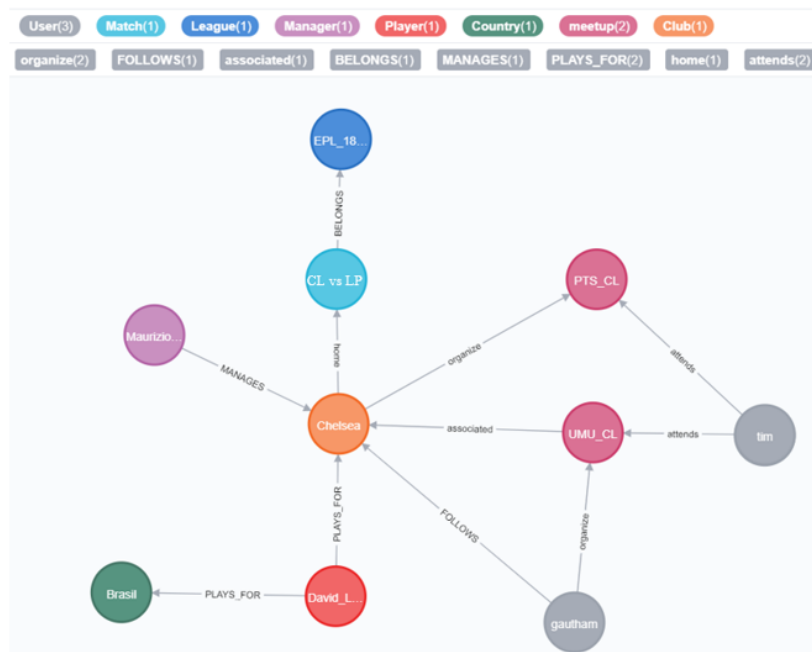 User(3) Match(1) League(1) Manager(1) Player(1) Country(1) meetup(2) Club(1)
organize(2) FOLLOWS(1) associated(1) BELONGS(1) MANAGES(1) PLAYS_FOR(2) home(1) attends(2)
EPL_18...
BELONGS
CL vs LP
PTS_CL
Maurizio...
home
organize
attends
MANAGES
Chelsea
associated
UMU_CL
attends
tim
PLAYS_FOR
FOLLOWS
organize
Brasil
PLAYS_FOR
David_L...
gautham